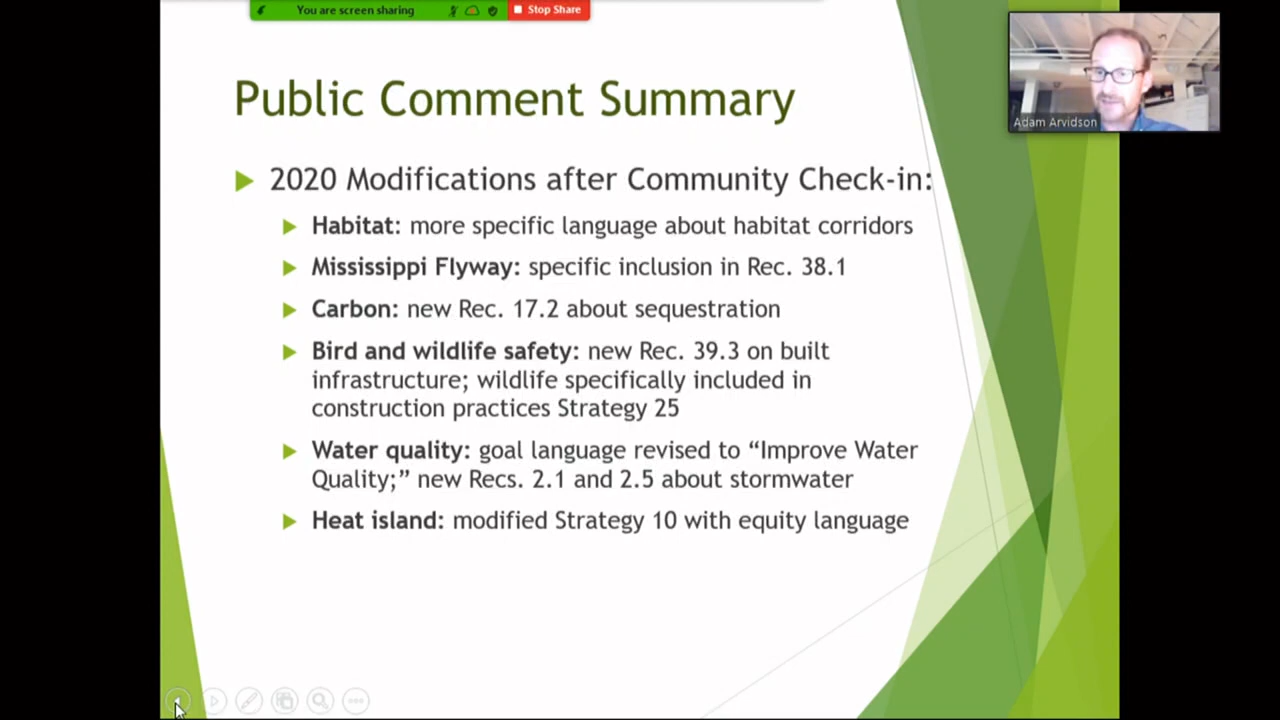 You are screen sharing
Stop Share
Public Comment Summary
Adam Arvidson
2020 Modifications after Community Check-in:
Habitat: more specific language about habitat corridors
Mississippi Flyway: specific inclusion in Rec. 38.1
Carbon: new Rec. 17.2 about sequestration
Bird and wildlife safety: new Rec. 39.3 on built
infrastructure; wildlife specifically included in
construction practices Strategy 25
Water quality: goal language revised to “Improve Water
Quality;” new Recs. 2.1 and 2.5 about stormwater
Heat island: modified Strategy 10 with equity language